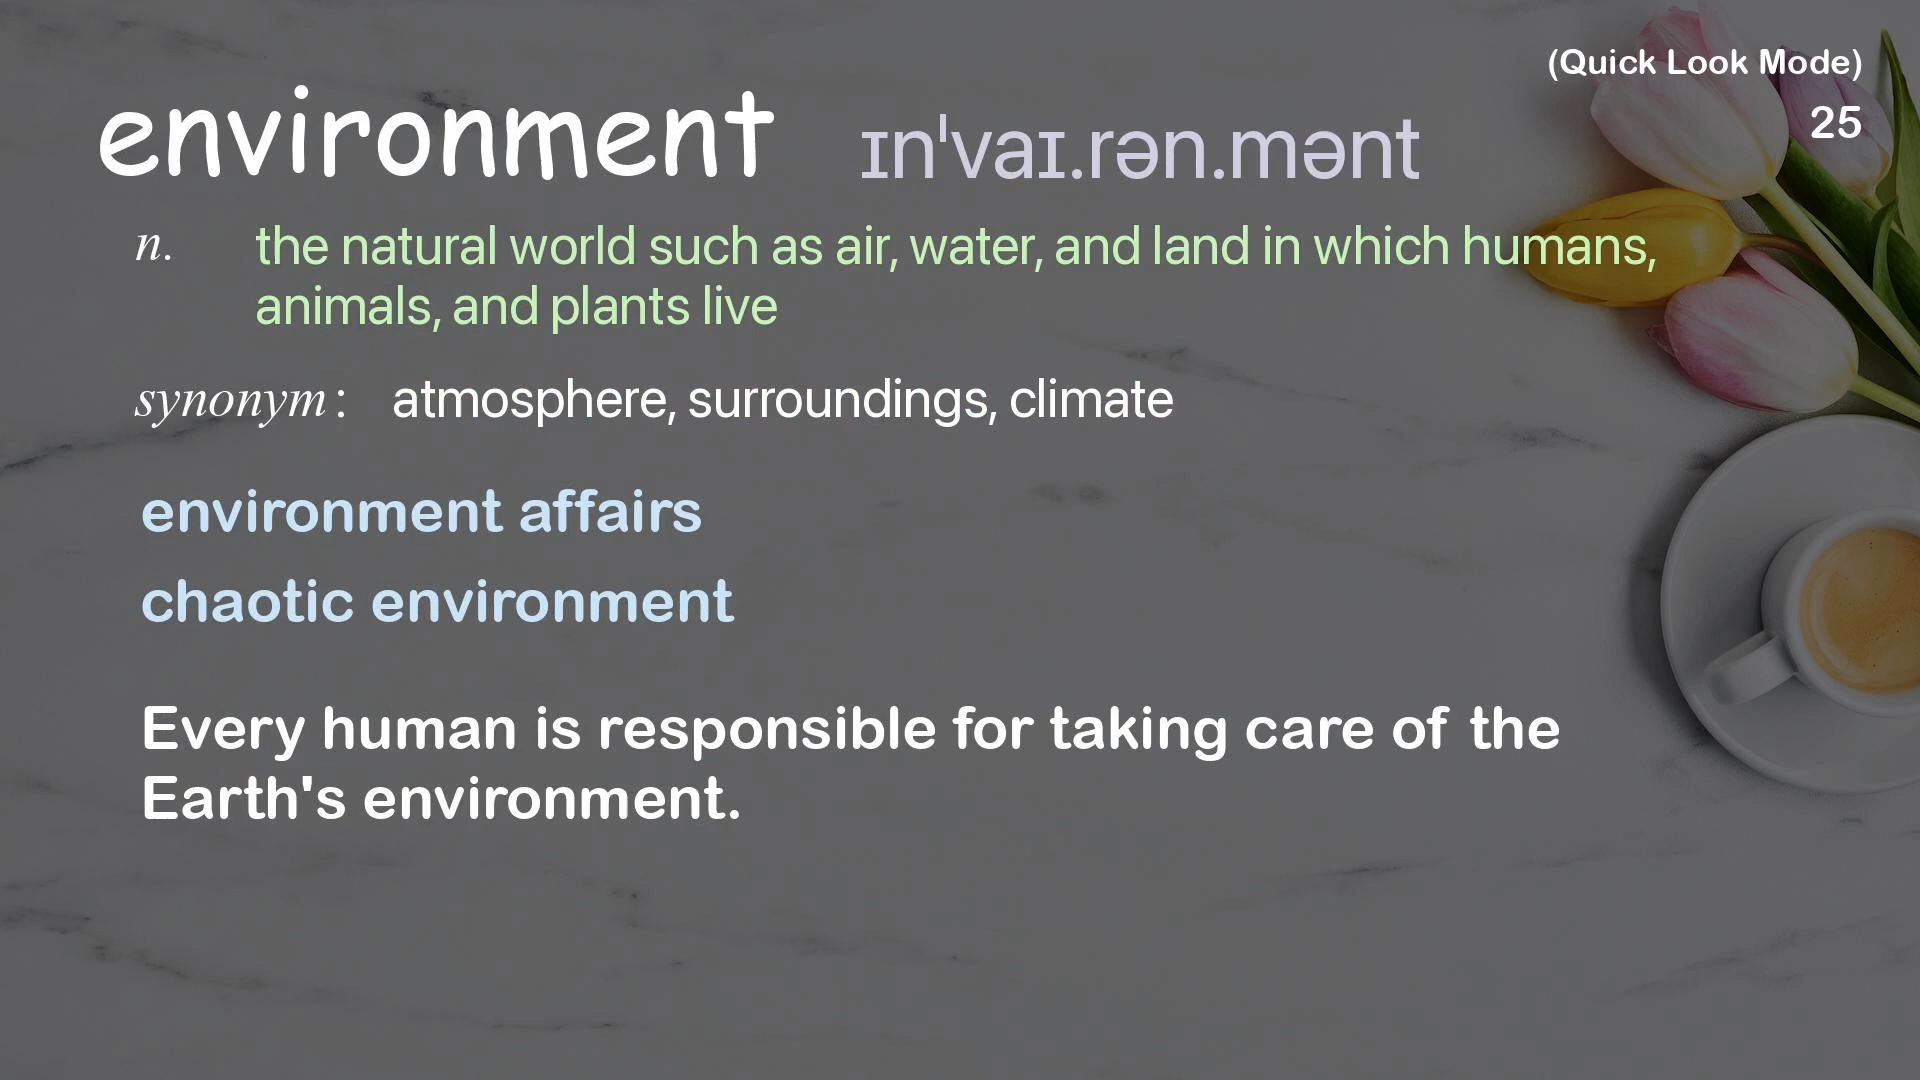 (Quick Look Mode)
25
environment ɪnˈvaɪ.rən.mənt
n. the natural world such as air, water, and land in which humans,
animals, and plants live
synonym: atmosphere, surroundings, climate
environment affairs
chaotic environment
Every human is responsible for taking care of the
Earth's environment.